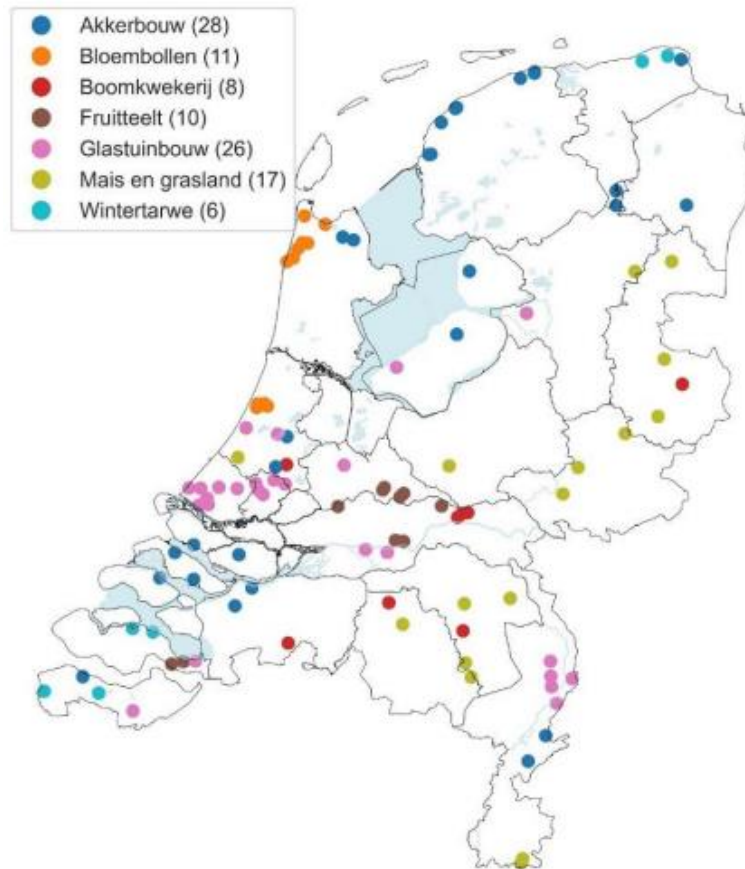 Akkerbouw (28)
Bloembollen (11)
Boomkwekerij (8)
Fruitteelt (10)
Glastuinbouw (26)
Mais en grasland (17)
Wintertarwe (6)